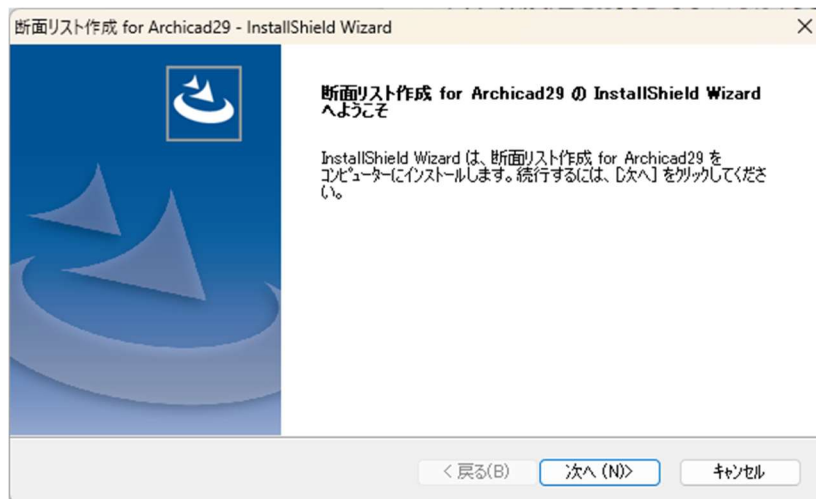 断面リスト作成 for Archicad29 - InstallShield Wizard
断面リスト作成 for Archicad29 の InstallShield Wizard
へようこそ
InstallShield Wizard は、断面リスト作成 for Archicad29 を
コンピューターにインストールします。続行するには、[次へ] をクリックしてくださ
い。
< 戻る(B)
次へ (N)>
キャンセル